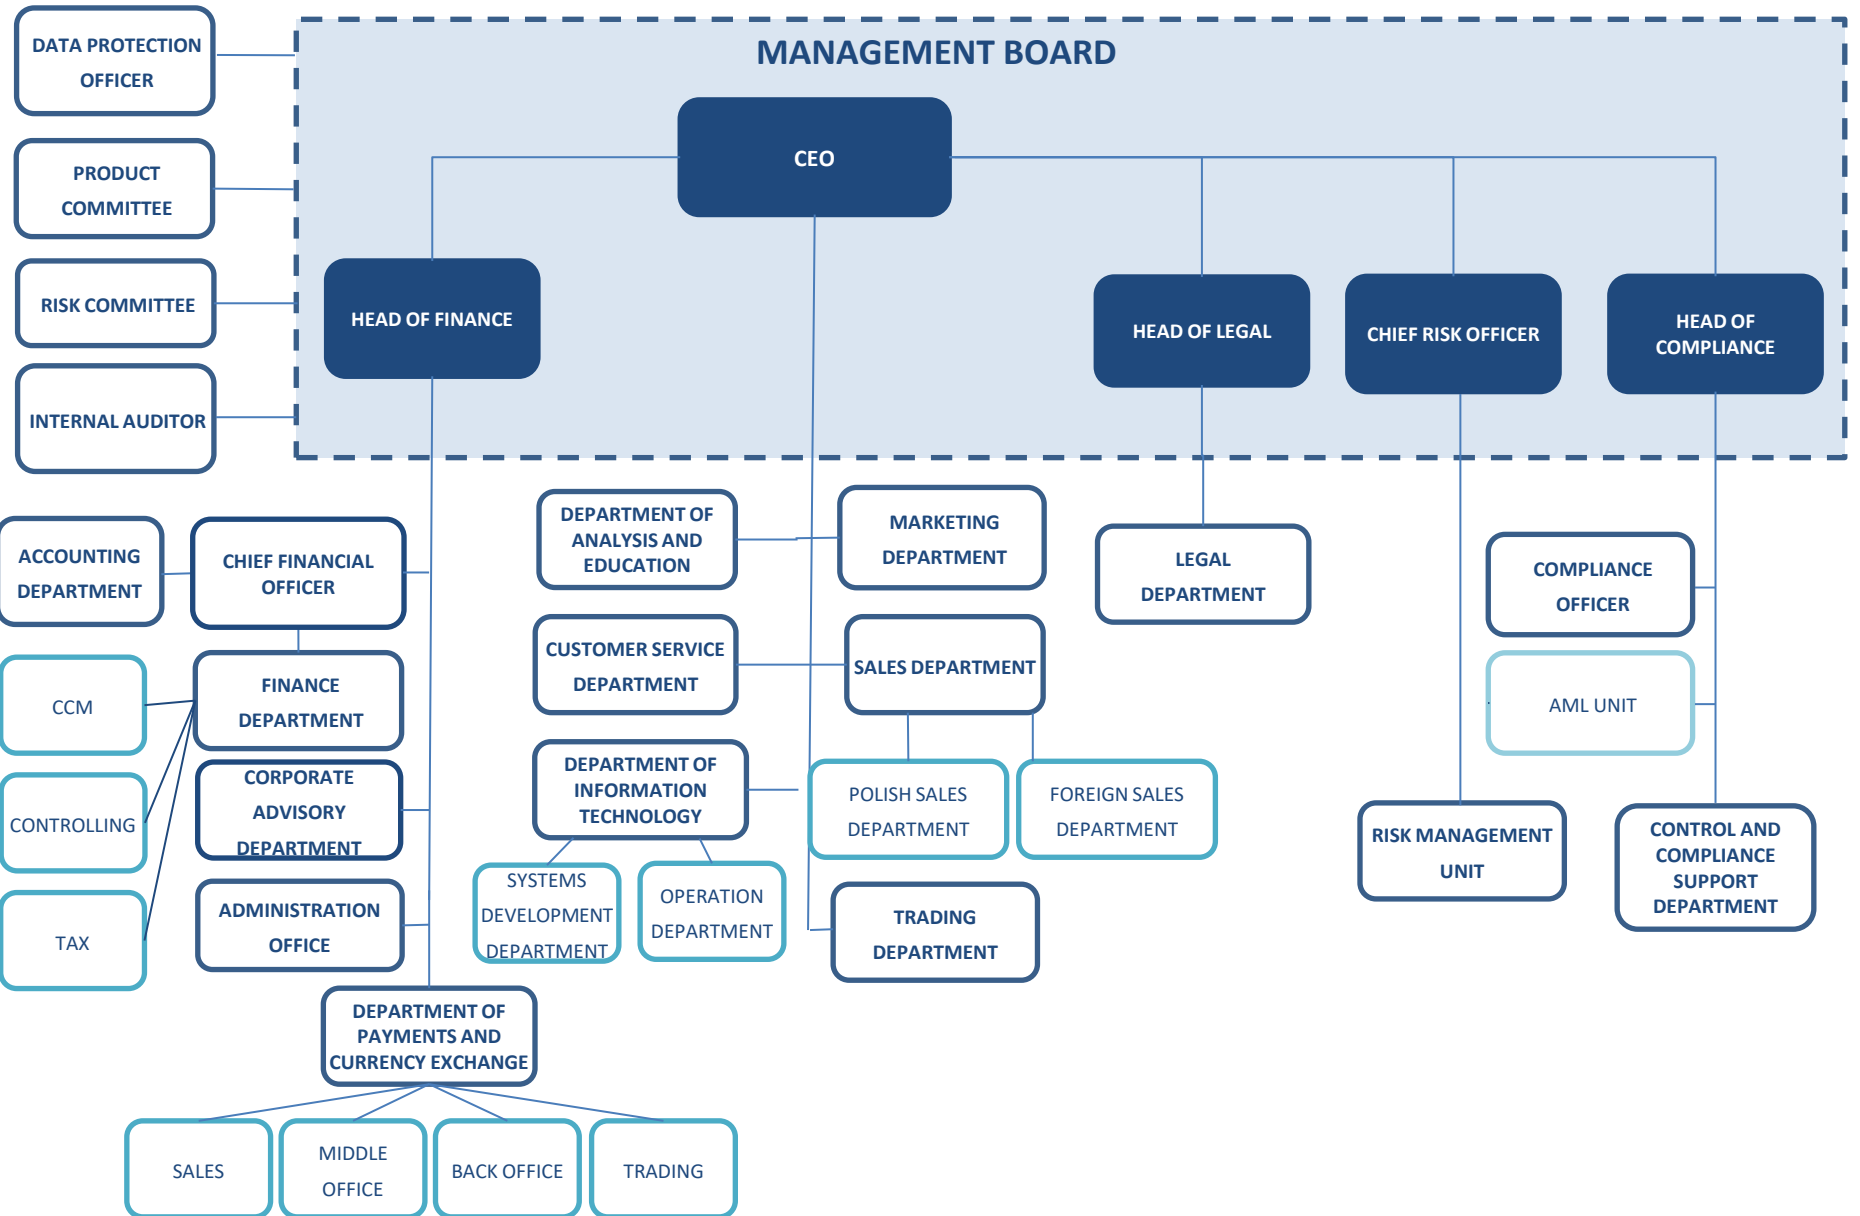 DATA PROTECTION
OFFICER
MANAGEMENT BOARD
CEO
PRODUCT
COMMITTEE
RISK COMMITTEE
HEAD OF FINANCE
HEAD OF LEGAL
CHIEF RISK OFFICER
HEAD OF
COMPLIANCE
INTERNAL AUDITOR
ACCOUNTING
DEPARTMENT
CHIEF FINANCIAL
OFFICER
DEPARTMENT OF
ANALYSIS AND
EDUCATION
MARKETING
DEPARTMENT
LEGAL
DEPARTMENT
COMPLIANCE
OFFICER
CCM
FINANCE
DEPARTMENT
CUSTOMER SERVICE
DEPARTMENT
SALES DEPARTMENT
AML UNIT
CONTROLLING
CORPORATE
ADVISORY
DEPARTMENT
DEPARTMENT OF
INFORMATION
TECHNOLOGY
POLISH SALES
DEPARTMENT
FOREIGN SALES
DEPARTMENT
RISK MANAGEMENT
UNIT
CONTROL AND
COMPLIANCE
SUPPORT
DEPARTMENT
TAX
ADMINISTRATION
OFFICE
SYSTEMS
DEVELOPMENT
DEPARTMENT
OPERATION
DEPARTMENT
TRADING
DEPARTMENT
DEPARTMENT OF
PAYMENTS AND
CURRENCY EXCHANGE
SALES
MIDDLE
OFFICE
BACK OFFICE
TRADING